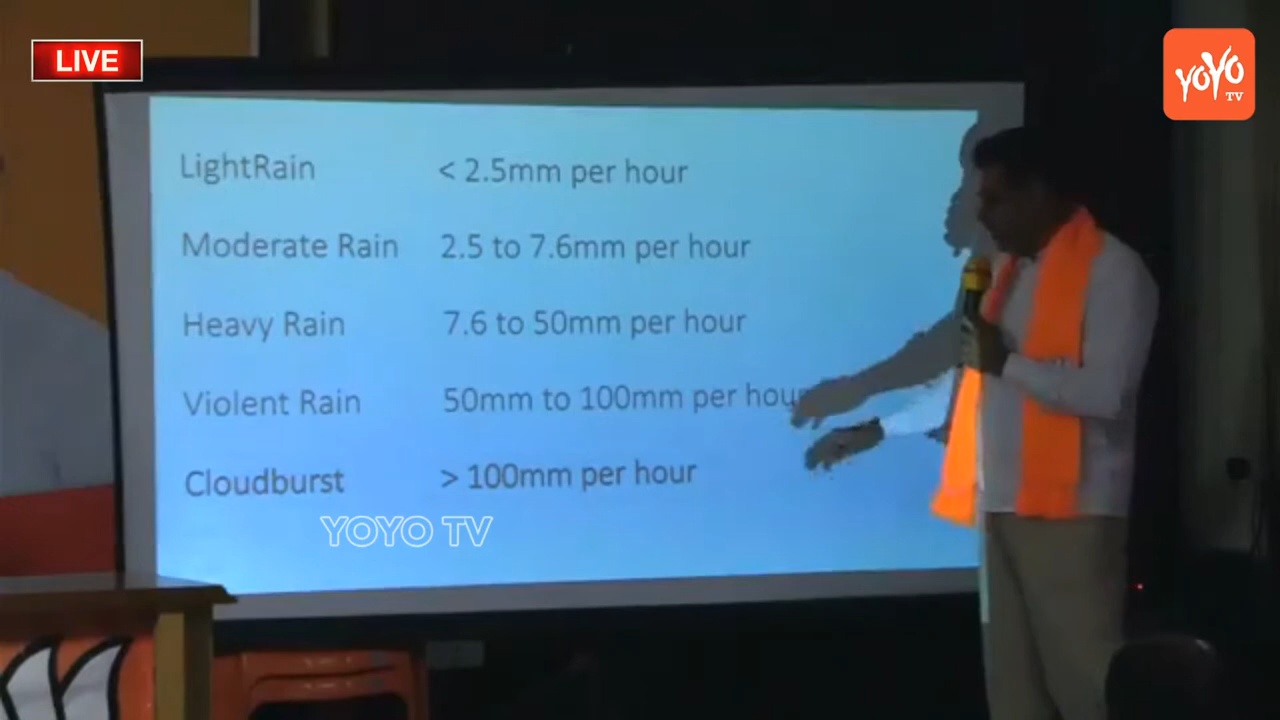 LIVE
YOYO
TV
LightRain < 2.5mm per hour
Moderate Rain 2.5 to 7.6mm per hour
Heavy Rain 7.6 to 50mm per hour
Violent Rain 50mm to 100mm per hour
Cloudburst > 100mm per hour
YOYO TV